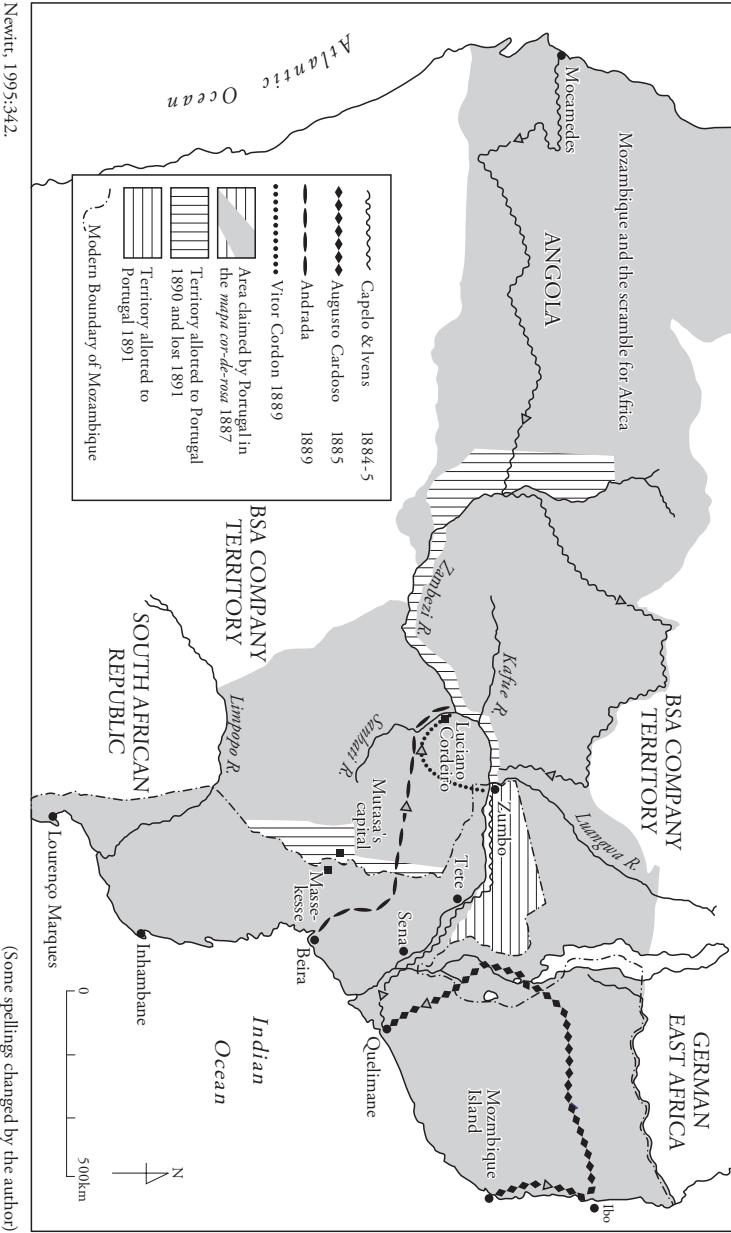 Mozambique and the scramble for Africa
Atlantic Ocean
Mocamedes
ANGOLA
BSA COMPANY
TERRITORY
GERMAN
EAST AFRICA
Luangwa R.
Kafue R
Zambezi R.
Zumbo
Luciano
Cordeiro
Sanhati R.
Mutasa's
capital
Masse-
kesse
Tete
Sena
Beira
Quelimane
Mozmbique
Island
Ibo
BSA COMPANY
TERRITORY
SOUTH AFRICAN
REPUBLIC
Limpopo R.
Lourenço Marques
Inhambane
Indian
Ocean
Capelo & Ivens 1884-5
Augusto Cardoso 1885
Andrada 1889
Vitor Cordon 1889
Area claimed by Portugal in
the mapa cor-de-rosa 1887
Territory allotted to Portugal
1890 and lost 1891
Territory allotted to
Portugal 1891
Modern Boundary of Mozambique
0 500km
N
Newitt, 1995:342.
(Some spellings changed by the author)